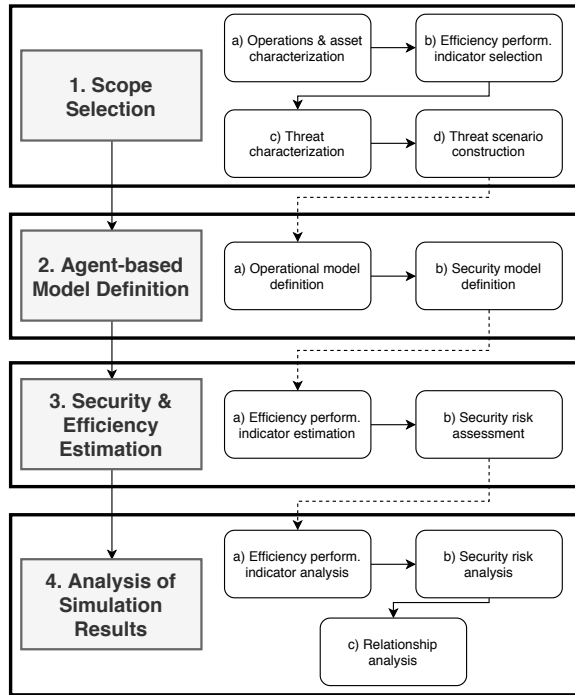 1. Scope
Selection
a) Operations & asset
characterization
b) Efficiency perform.
indicator selection
c) Threat
characterization
d) Threat scenario
construction
2. Agent-based
Model Definition
a) Operational model
definition
b) Security model
definition
3. Security &
Efficiency
Estimation
a) Efficiency perform.
indicator estimation
b) Security risk
assessment
4. Analysis of
Simulation
Results
a) Efficiency perform.
indicator analysis
b) Security risk
analysis
c) Relationship
analysis